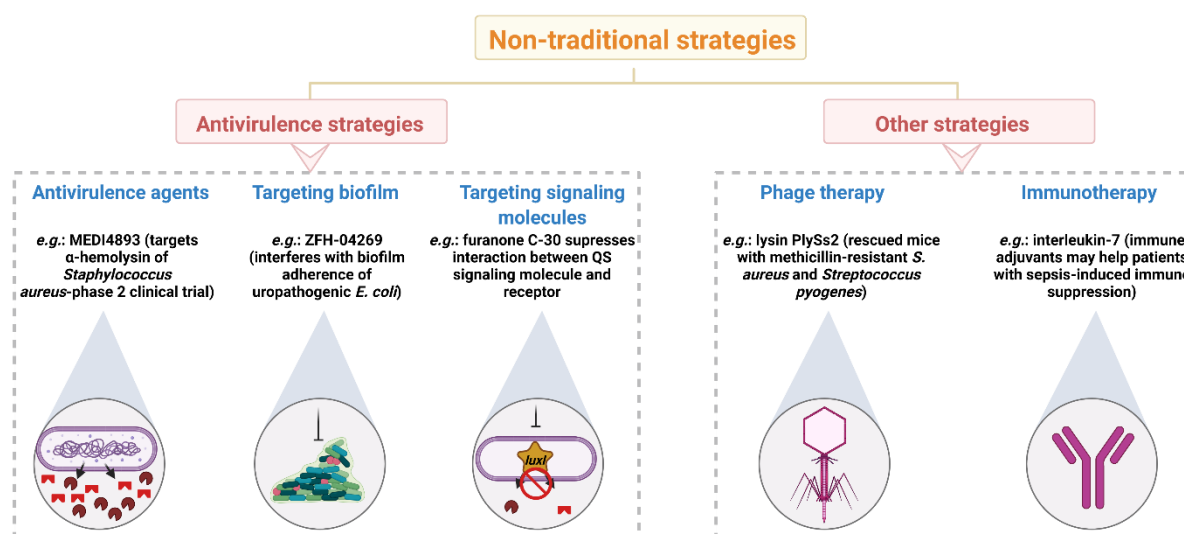 Non-traditional strategies
Antivirulence strategies
Other strategies
Antivirulence agents
e.g.: MEDI4893 (targets
α-hemolysin of
Staphylococcus
aureus-phase 2 clinical trial)
Targeting biofilm
e.g.: ZFH-04269
(interferes with biofilm
adherence of
uropathogenic E. coli)
Targeting signaling
molecules
e.g.: furanone C-30 supresses
interaction between QS
signaling molecule and
receptor
Phage therapy
e.g.: lysin PlySs2 (rescued mice
with methicillin-resistant S.
aureus and Streptococcus
pyogenes)
Immunotherapy
e.g.: interleukin-7 (immune
adjuvants may help patients
with sepsis-induced immune
suppression)
luxI